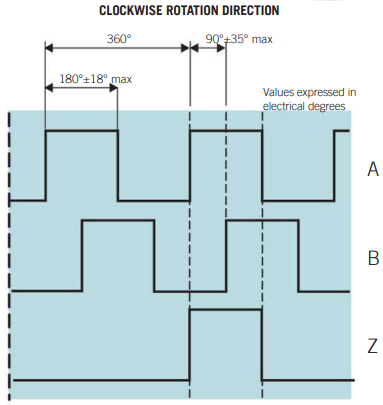 CLOCKWISE ROTATION DIRECTION
360°
90°±35° max
180°±18° max
Values expressed in
electrical degrees
A
B
Z